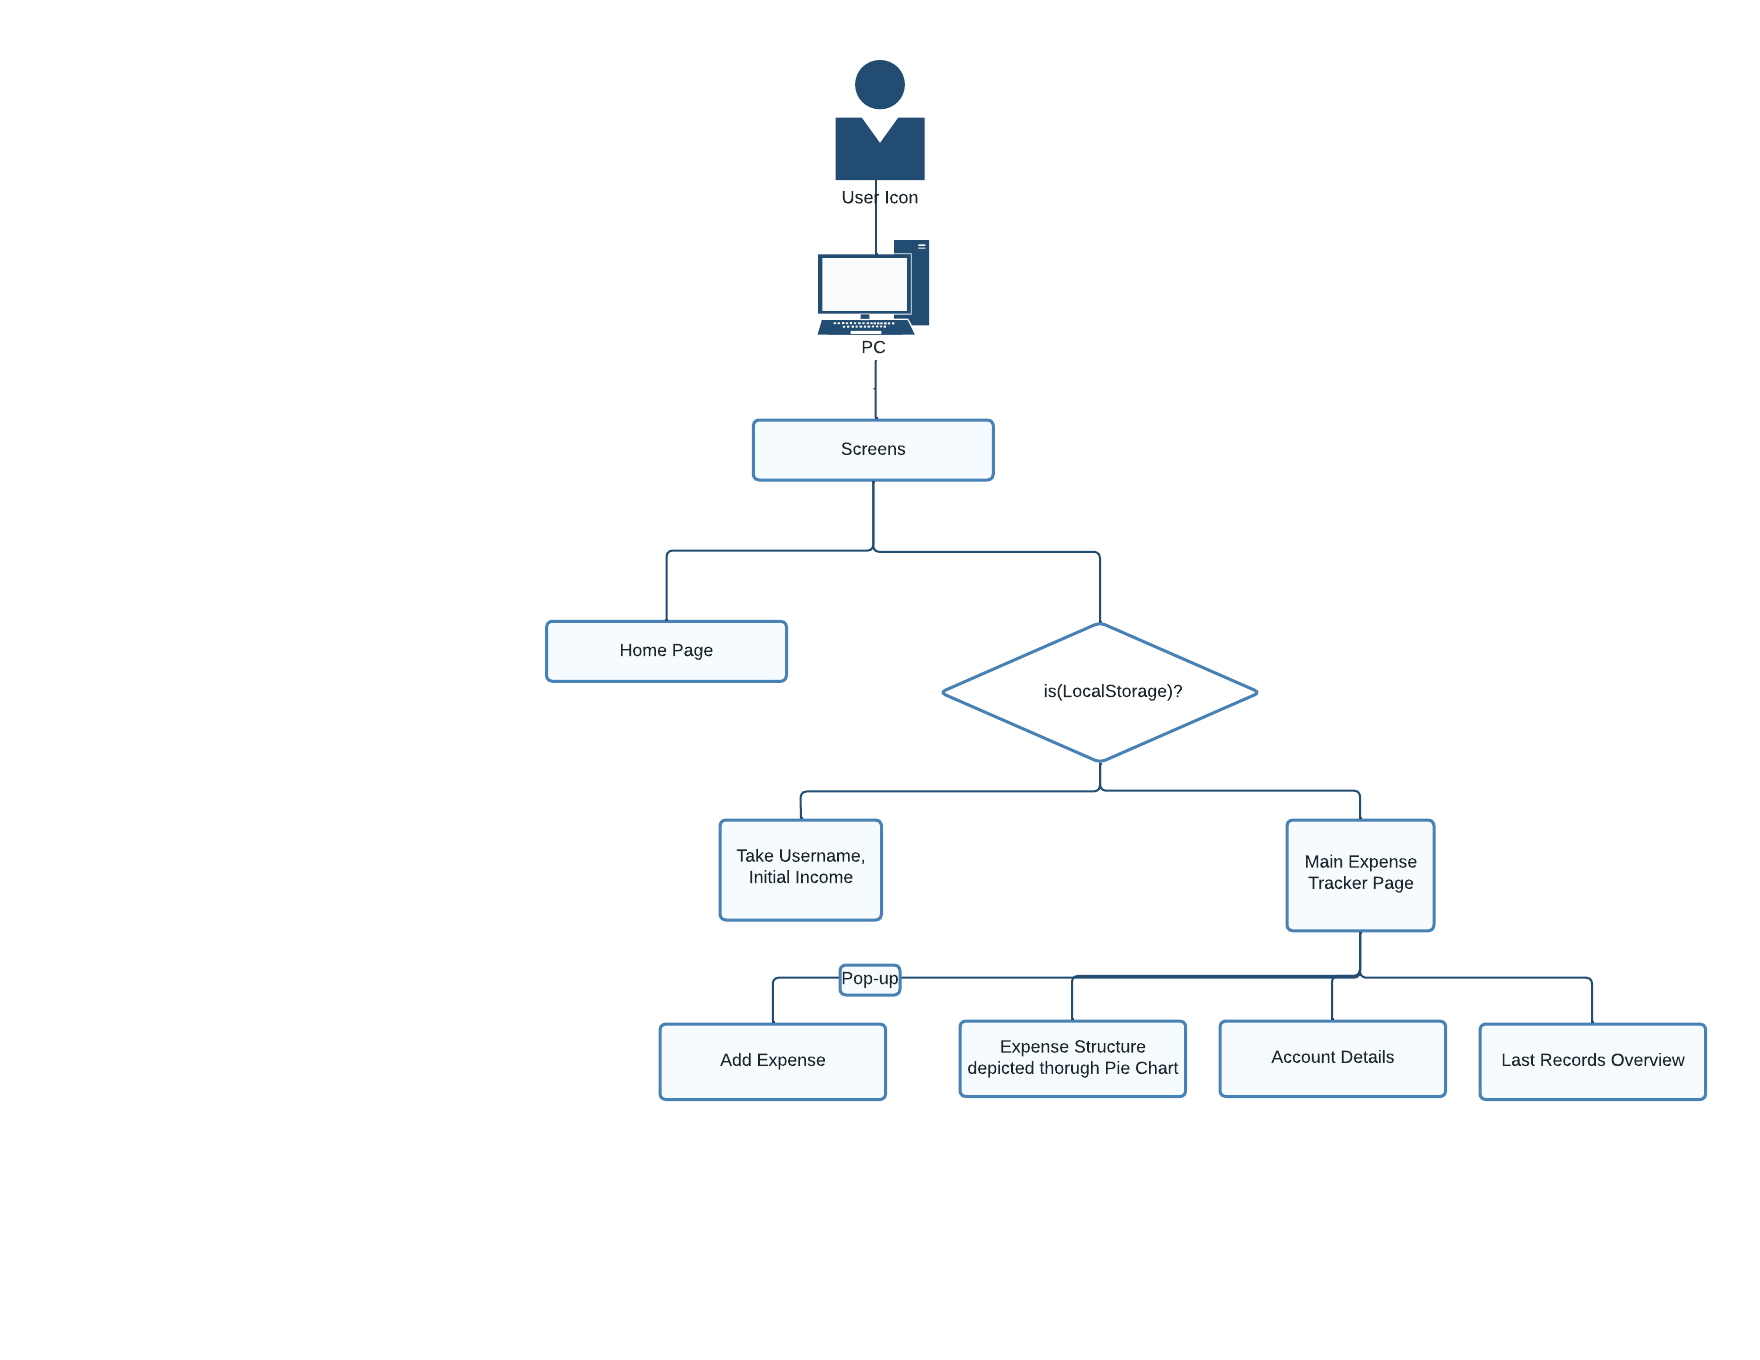 User Icon
PC
Screens
Home Page
is(LocalStorage)?
Take Username,
Initial Income
Main Expense
Tracker Page
Pop-up
Add Expense
Expense Structure
depicted thorugh Pie Chart
Account Details
Last Records Overview